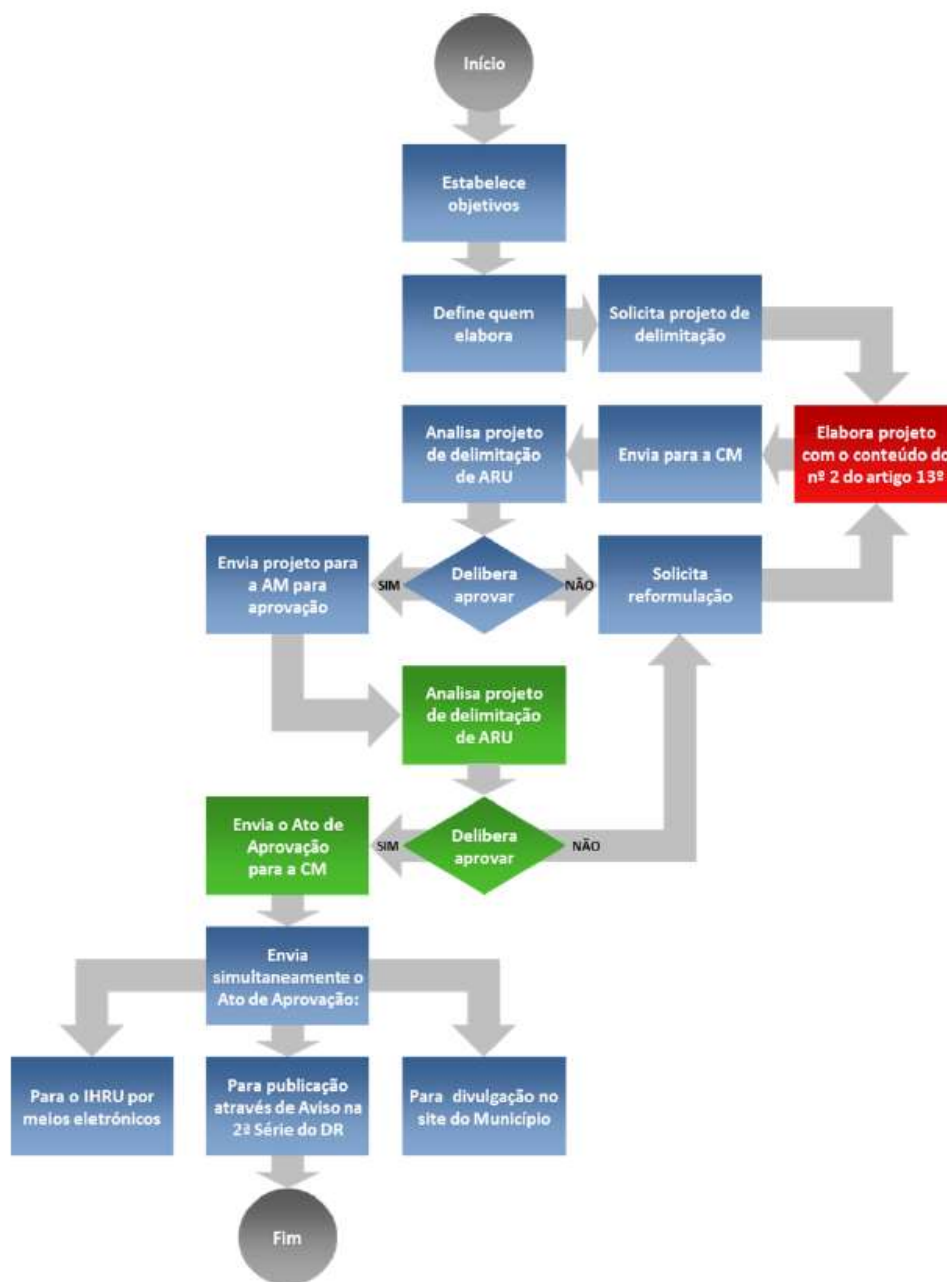 Início
Estabelece
objetivos
Define quem
elabora
Solicita projeto de
delimitação
Analisa projeto
de delimitação
de ARU
Envia para a CM
Elabora projeto
com o conteúdo do
nº 2 do artigo 13º
Envia projeto para
a AM para
aprovação
SIM
Delibera
aprovar
NÃO
Solicita
reformulação
Analisa projeto
de delimitação
de ARU
Envia o Ato de
Aprovação
para a CM
SIM
Delibera
aprovar
NÃO
Envia
simultaneamente o
Ato de Aprovação:
Para o IHRU por
meios eletrónicos
Para publicação
através de Aviso na
2ª Série do DR
Para divulgação no
site do Município
Fim